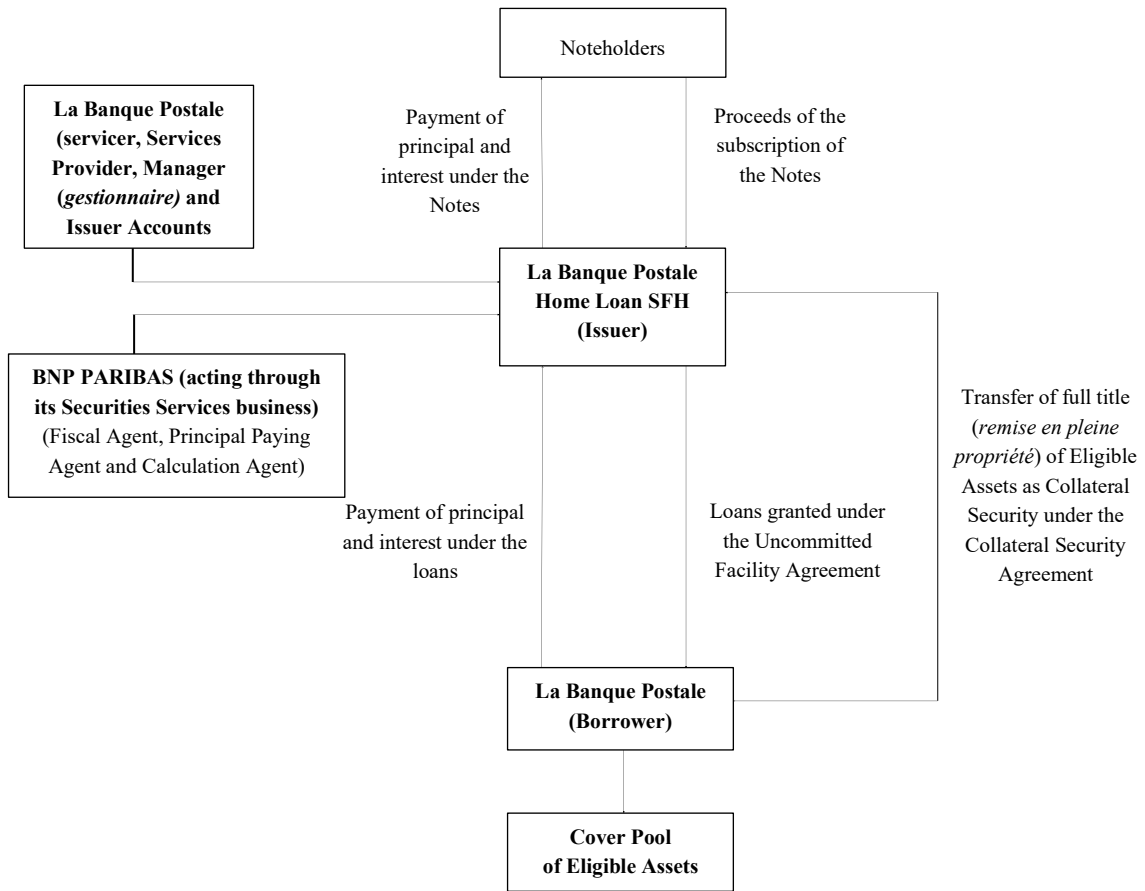 Noteholders
La Banque Postale
(servicer, Services
Provider, Manager
(gestionnaire) and
Issuer Accounts
Payment of
principal and
interest under the
Notes
Proceeds of the
subscription of
the Notes
La Banque Postale
Home Loan SFH
(Issuer)
BNP PARIBAS (acting through
its Securities Services business)
(Fiscal Agent, Principal Paying
Agent and Calculation Agent)
Payment of principal
and interest under the
loans
Loans granted under
the Uncommitted
Facility Agreement
Transfer of full title
(remise en pleine
propriété) of Eligible
Assets as Collateral
Security under the
Collateral Security
Agreement
La Banque Postale
(Borrower)
Cover Pool
of Eligible Assets